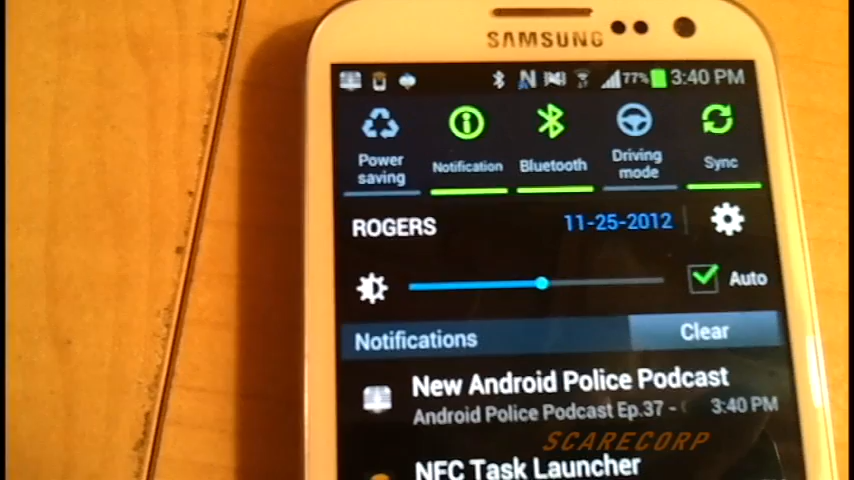 SAMSUNG
77% 3:40 PM
Power saving
Notification
Bluetooth
Driving mode
Sync
ROGERS 11-25-2012
Auto
Notifications Clear
New Android Police Podcast
Android Police Podcast Ep.37 - 3:40 PM
SCARECORP
NFC Task Launcher